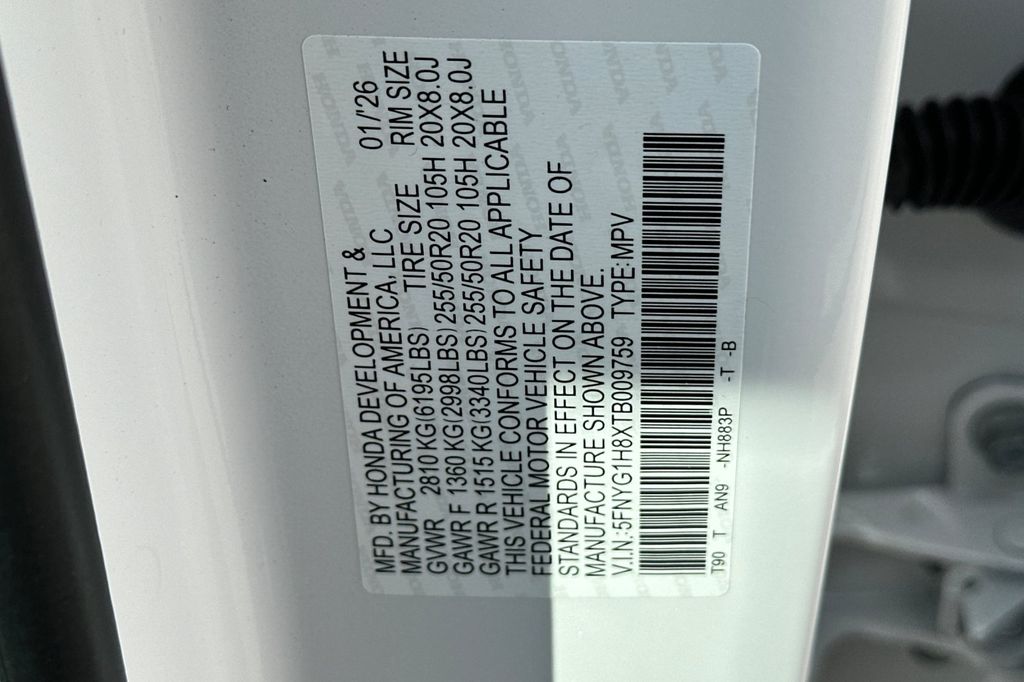 MFD. BY HONDA DEVELOPMENT &
MANUFACTURING OF AMERICA, LLC 01/'26
TIRE SIZE RIM SIZE
GVWR 2810 KG(6195LBS)
GAWR F 1360 KG(2998LBS) 255/50R20 105H 20X8.0J
GAWR R 1515 KG(3340LBS) 255/50R20 105H 20X8.0J
THIS VEHICLE CONFORMS TO ALL APPLICABLE
FEDERAL MOTOR VEHICLE SAFETY
STANDARDS IN EFFECT ON THE DATE OF
MANUFACTURE SHOWN ABOVE.
V.I.N.:5FNYG1H8XTB009759 TYPE:MPV
T90 T AN9 -NH883P -T -B